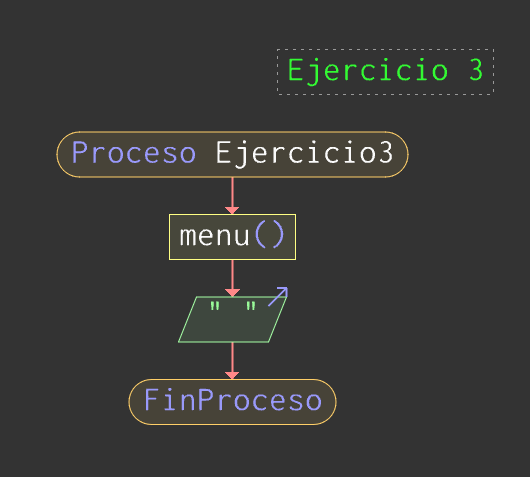 Ejercicio 3
Proceso Ejercicio3
menu()
" "
FinProceso